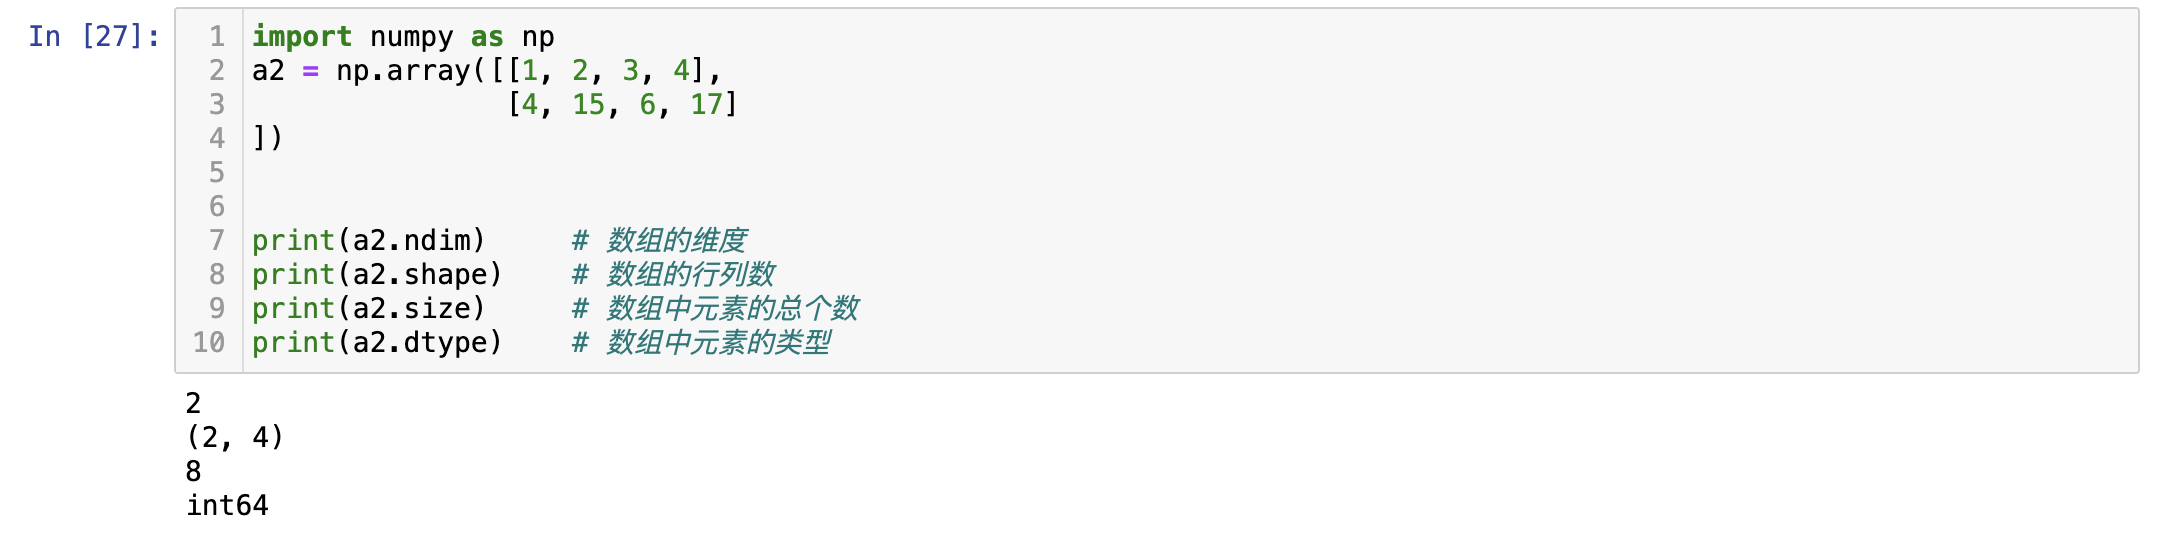 In [27]:
1 import numpy as np
2 a2 = np.array([[1, 2, 3, 4],
3                [4, 15, 6, 17]
4 ])
5
6
7 print(a2.ndim)     # 数组的维度
8 print(a2.shape)    # 数组的行列数
9 print(a2.size)     # 数组中元素的总个数
10 print(a2.dtype)    # 数组中元素的类型
2
(2, 4)
8
int64